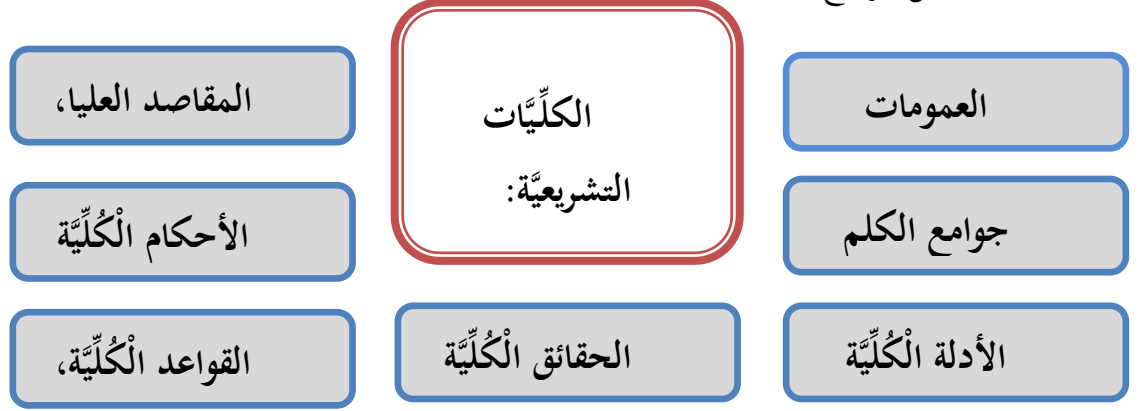 الكلِّيَّات
التشريعيَّة:
العمومات
المقاصد العليا،
جوامع الكلم
الأحكام الْكُلِّيَّة
الأدلة الْكُلِّيَّة
الحقائق الْكُلِّيَّة
القواعد الْكُلِّيَّة،